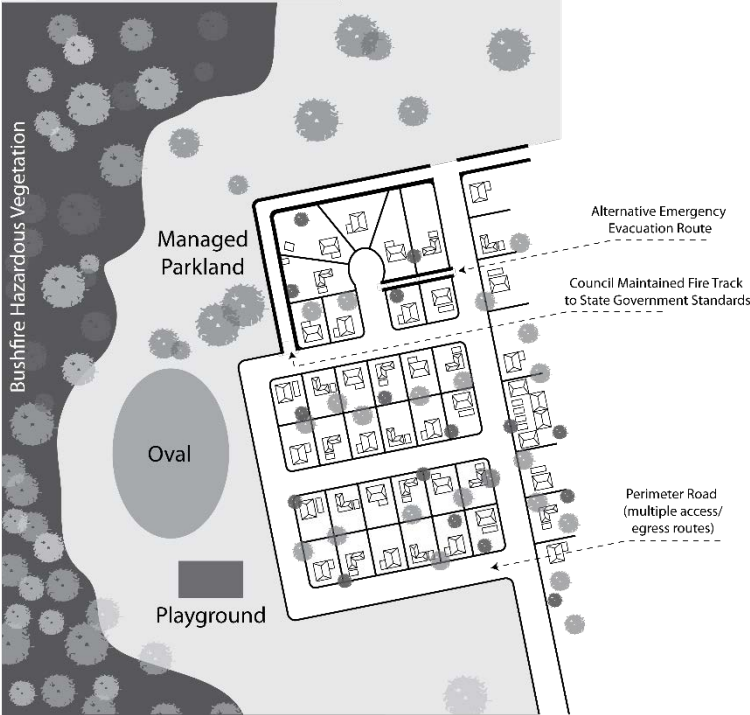 Bushfire Hazardous Vegetation
Managed
Parkland
Alternative Emergency
Evacuation Route
Council Maintained Fire Track
to State Government Standards
Oval
Perimeter Road
(multiple access/
egress routes)
Playground